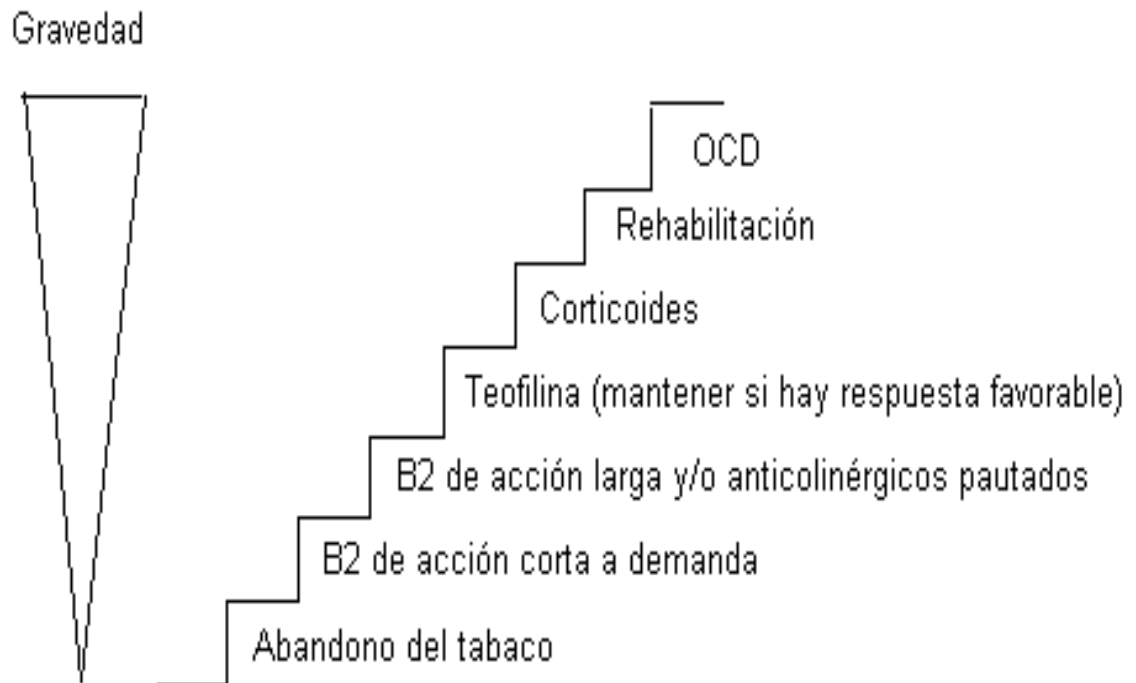 Gravedad
OCD
Rehabilitación
Corticoides
Teofilina (mantener si hay respuesta favorable)
B2 de acción larga y/o anticolinérgicos pautados
B2 de acción corta a demanda
Abandono del tabaco